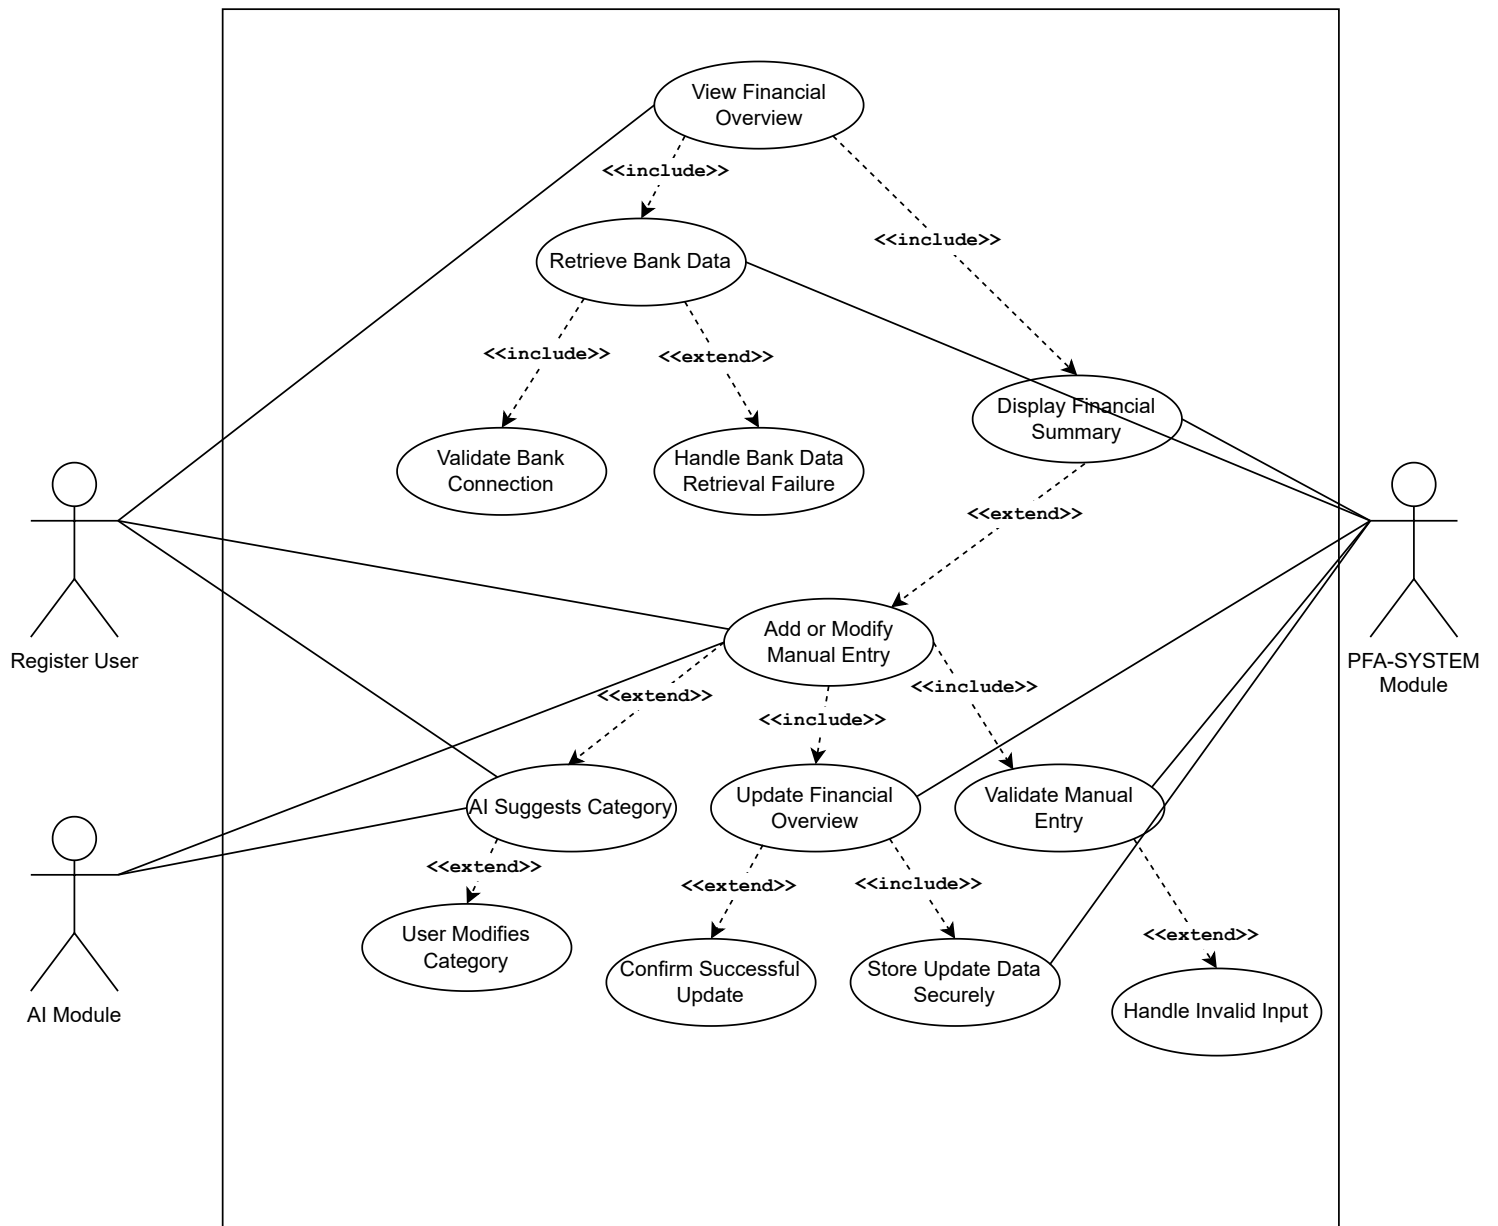 View Financial
Overview
<<include>>
<<include>>
Retrieve Bank Data
<<include>>
<<extend>>
Display Financial
Summary
Validate Bank
Connection
Handle Bank Data
Retrieval Failure
<<extend>>
Register User
PFA-SYSTEM
Module
Add or Modify
Manual Entry
<<extend>>
<<include>>
<<include>>
AI Suggests Category
Update Financial
Overview
Validate Manual
Entry
<<extend>>
<<extend>>
<<include>>
<<extend>>
User Modifies
Category
Confirm Successful
Update
Store Update Data
Securely
Handle Invalid Input
AI Module